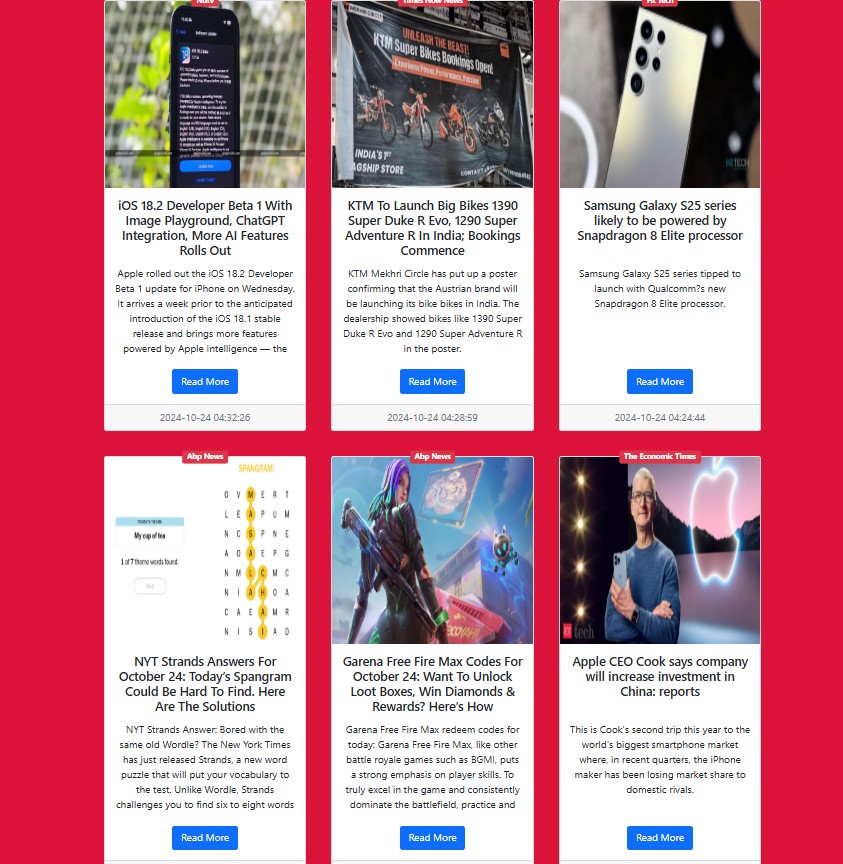 Ndtv
Times Now News
Ht Tech
Software Update
UNLEASH THE BEAST!
KTM Super Bikes Bookings Open!
Experience Power, Performance, Passion!
INDIA'S 1ST
AGSHIP STORE
TECH
iOS 18.2 Developer Beta 1 With
Image Playground, ChatGPT
Integration, More AI Features
Rolls Out
Apple rolled out the iOS 18.2 Developer
Beta 1 update for iPhone on Wednesday.
It arrives a week prior to the anticipated
introduction of the iOS 18.1 stable
release and brings more features
powered by Apple Intelligence — the
Read More
2024-10-24 04:32:26
KTM To Launch Big Bikes 1390
Super Duke R Evo, 1290 Super
Adventure R In India; Bookings
Commence
KTM Mekhri Circle has put up a poster
confirming that the Austrian brand will
be launching its bike bikes in India. The
dealership showed bikes like 1390 Super
Duke R Evo and 1290 Super Adventure R
in the poster.
Read More
2024-10-24 04:28:59
Samsung Galaxy S25 series
likely to be powered by
Snapdragon 8 Elite processor
Samsung Galaxy S25 series tipped to
launch with Qualcomm?s new
Snapdragon 8 Elite processor.
Read More
2024-10-24 04:24:44
Abp News
SPANGRAM!
TODAY'S THEME
My cup of tea
1 of 7 theme words found.
Hint
O V M E R T
L E A P U M
N C S P N E
A O A E P G
N M L C M C
N I A H O A
C A E A M R
N I S I A D
NYT Strands Answers For
October 24: Today's Spangram
Could Be Hard To Find. Here
Are The Solutions
NYT Strands Answer: Bored with the
same old Wordle? The New York Times
has just released Strands, a new word
puzzle that will put your vocabulary to
the test. Unlike Wordle, Strands
challenges you to find six to eight words
Read More
Abp News
BOOYAH!
Garena Free Fire Max Codes For
October 24: Want To Unlock
Loot Boxes, Win Diamonds &
Rewards? Here's How
Garena Free Fire Max redeem codes for
today: Garena Free Fire Max, like other
battle royale games such as BGMI, puts
a strong emphasis on player skills. To
truly excel in the game and consistently
dominate the battlefield, practice and
Read More
The Economic Times
ET tech
Apple CEO Cook says company
will increase investment in
China: reports
This is Cook's second trip this year to the
world's biggest smartphone market
where, in recent quarters, the iPhone
maker has been losing market share to
domestic rivals.
Read More